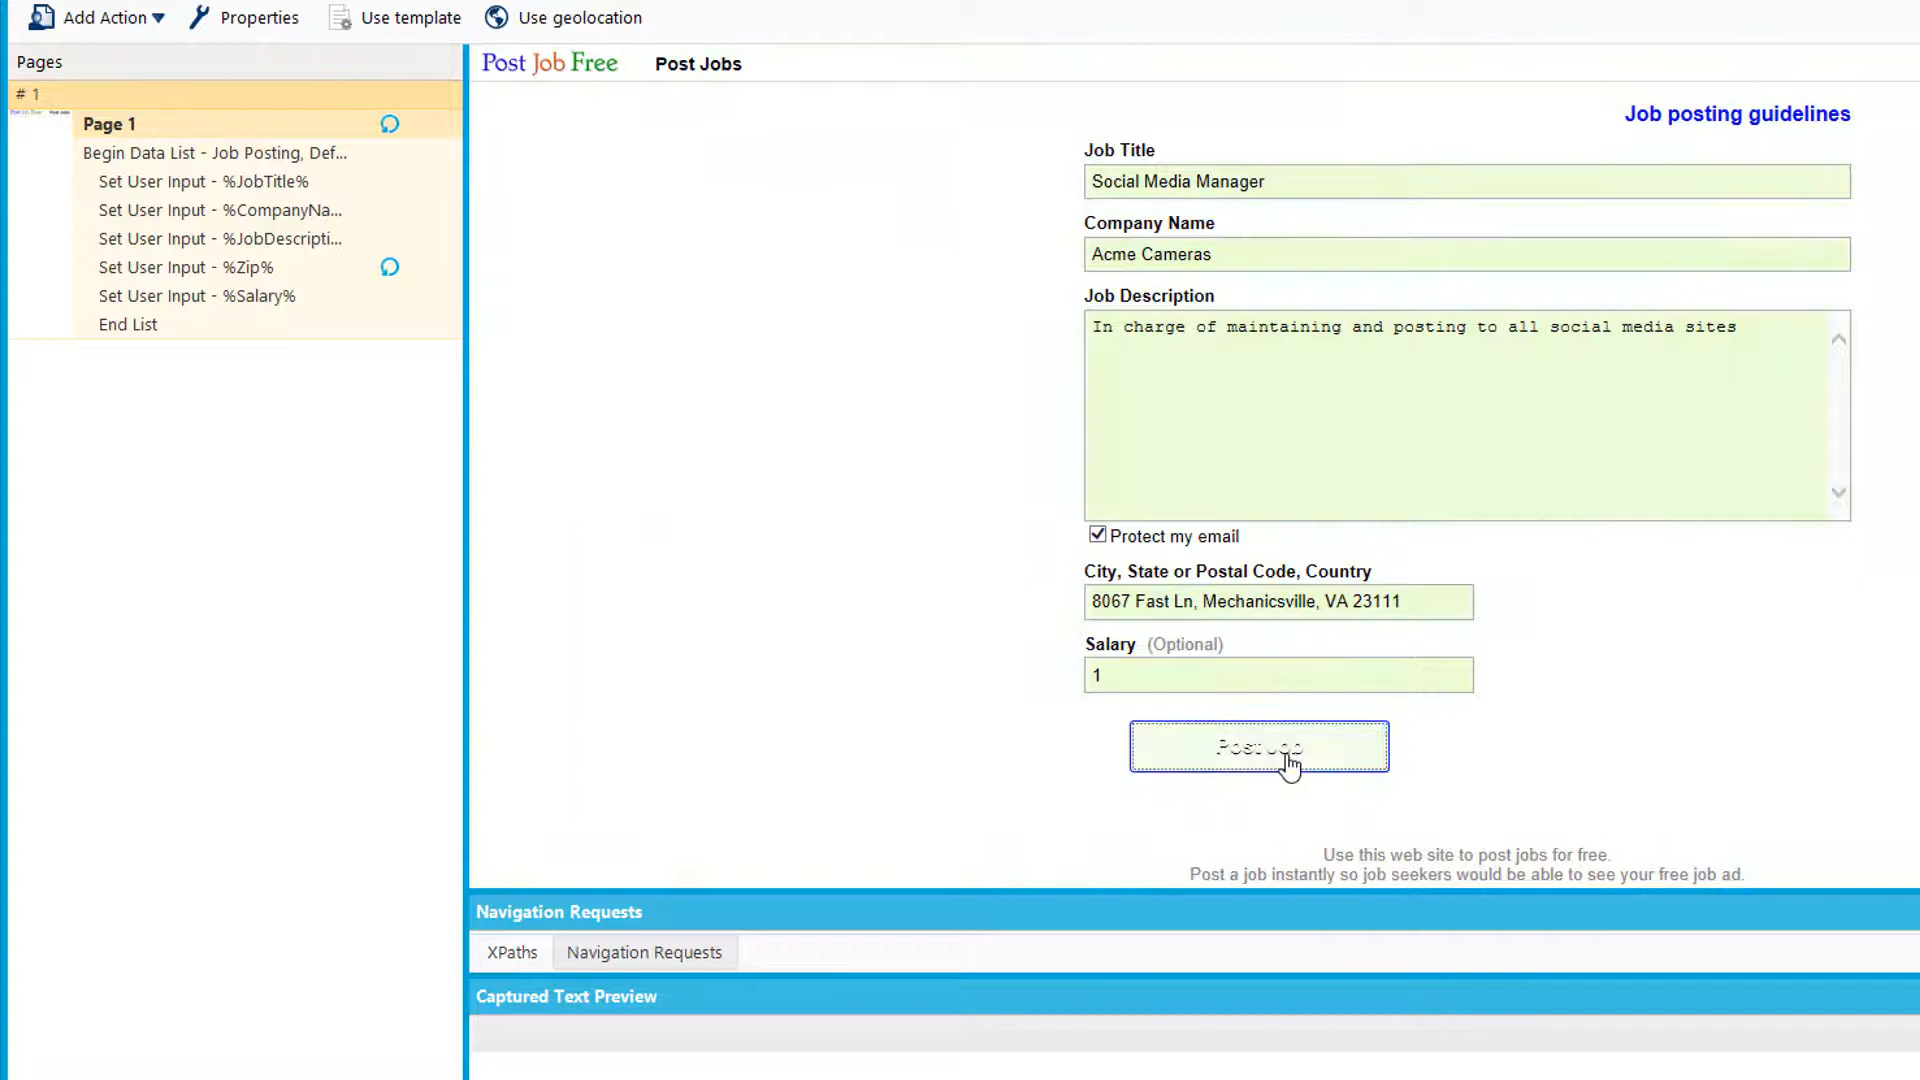 Add Action Properties Use template Use geolocation
Pages
# 1
Page 1
Begin Data List - Job Posting, Def...
Set User Input - %JobTitle%
Set User Input - %CompanyNa...
Set User Input - %JobDescripti...
Set User Input - %Zip%
Set User Input - %Salary%
End List
Post Job Free Post Jobs
Job posting guidelines
Job Title
Social Media Manager
Company Name
Acme Cameras
Job Description
In charge of maintaining and posting to all social media sites
Protect my email
City, State or Postal Code, Country
8067 Fast Ln, Mechanicsville, VA 23111
Salary (Optional)
1
Post Job
Use this web site to post jobs for free.
Post a job instantly so job seekers would be able to see your free job ad.
Navigation Requests
XPaths Navigation Requests
Captured Text Preview